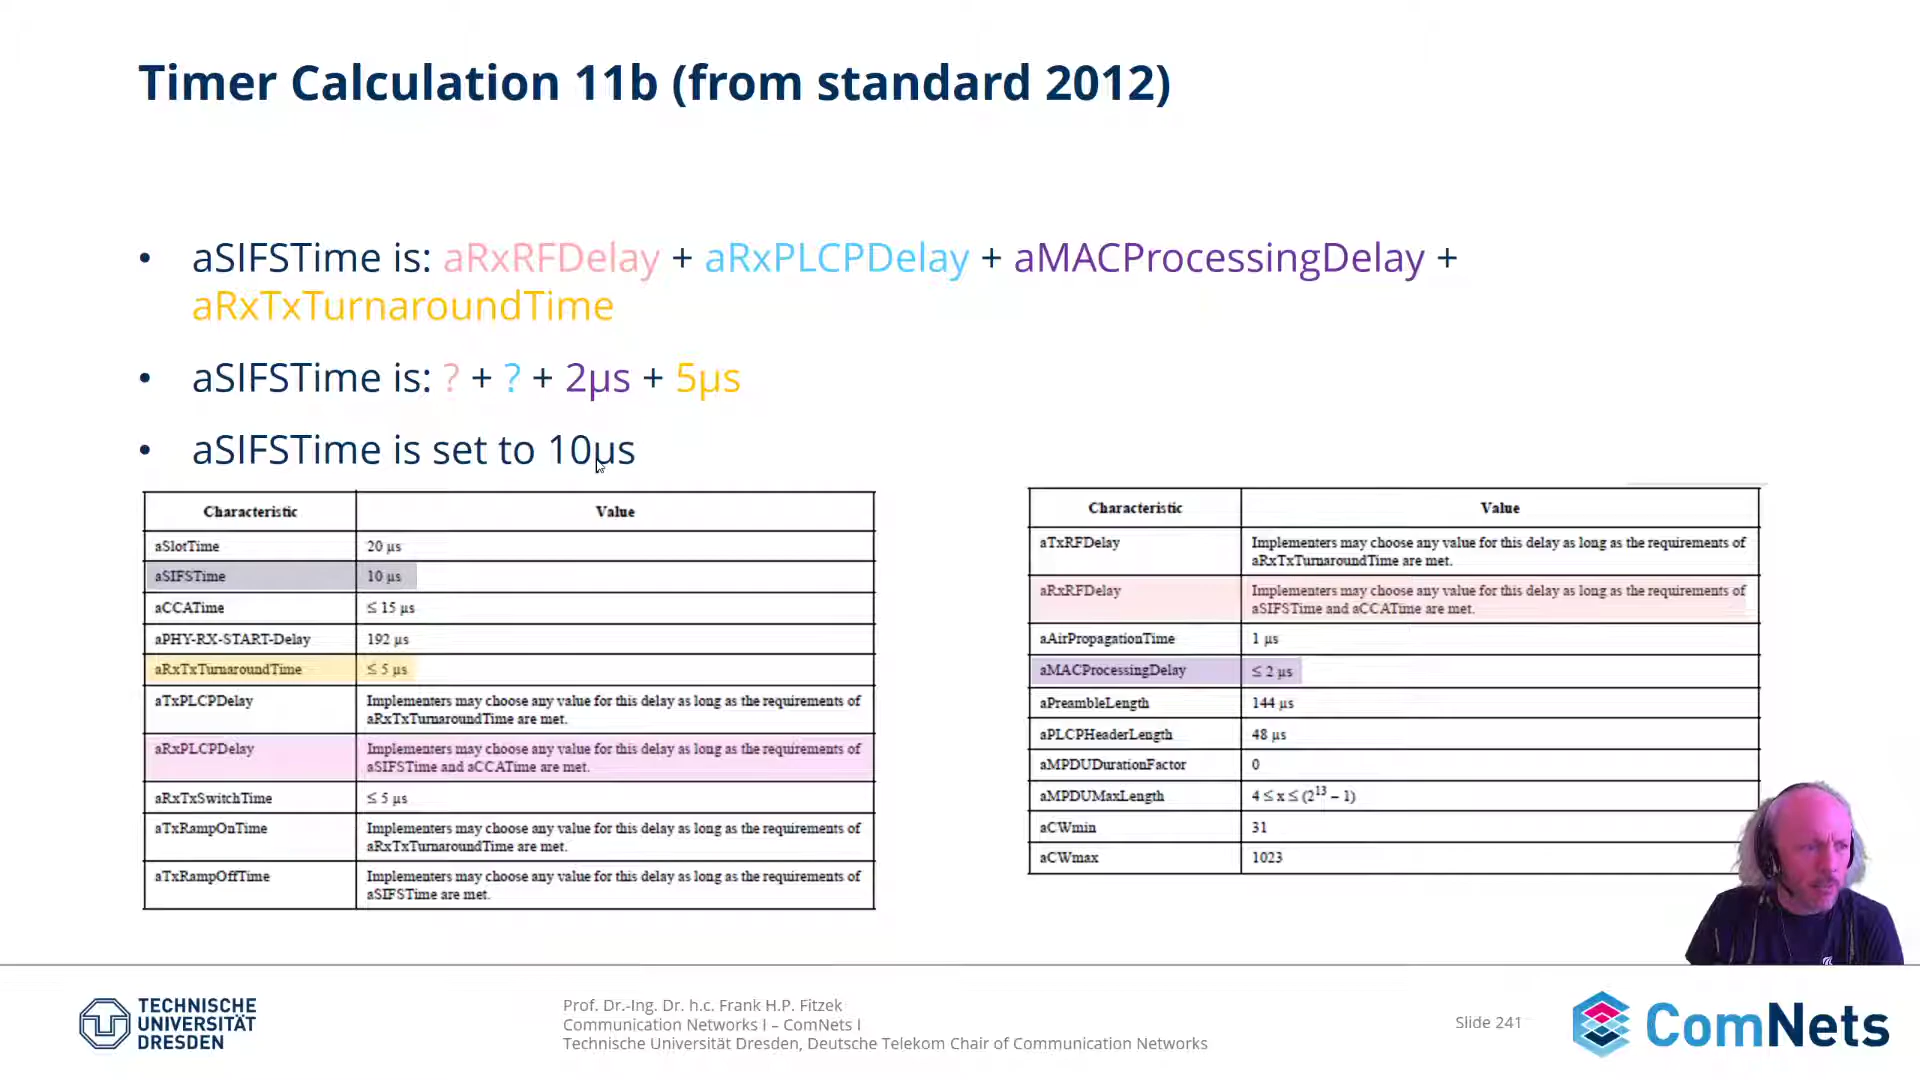 Timer Calculation 11b (from standard 2012)
• aSIFSTime is: aRxRFDelay + aRxPLCPDelay + aMACProcessingDelay +
aRxTxTurnaroundTime
• aSIFSTime is: ? + ? + 2µs + 5µs
• aSIFSTime is set to 10µs
Characteristic Value
aSlotTime 20 µs
aSIFSTime 10 µs
aCCATime ≤ 15 µs
aPHY-RX-START-Delay 192 µs
aRxTxTurnaroundTime ≤ 5 µs
aTxPLCPDelay Implementers may choose any value for this delay as long as the requirements of
aRxTxTurnaroundTime are met.
aRxPLCPDelay Implementers may choose any value for this delay as long as the requirements of
aSIFSTime and aCCATime are met.
aRxTxSwitchTime ≤ 5 µs
aTxRampOnTime Implementers may choose any value for this delay as long as the requirements of
aRxTxTurnaroundTime are met.
aTxRampOffTime Implementers may choose any value for this delay as long as the requirements of
aSIFSTime are met.
Characteristic Value
aTxRFDelay Implementers may choose any value for this delay as long as the requirements of
aRxTxTurnaroundTime are met.
aRxRFDelay Implementers may choose any value for this delay as long as the requirements of
aSIFSTime and aCCATime are met.
aAirPropagationTime 1 µs
aMACProcessingDelay ≤ 2 µs
aPreambleLength 144 µs
aPLCPHeaderLength 48 µs
aMPDUDurationFactor 0
aMPDUMaxLength 4 ≤ x ≤ (2¹³ – 1)
aCWmin 31
aCWmax 1023
TECHNISCHE
UNIVERSITÄT
DRESDEN
Prof. Dr.-Ing. Dr. h.c. Frank H.P. Fitzek
Communication Networks I – ComNets I
Technische Universität Dresden, Deutsche Telekom Chair of Communication Networks
Slide 241
ComNets